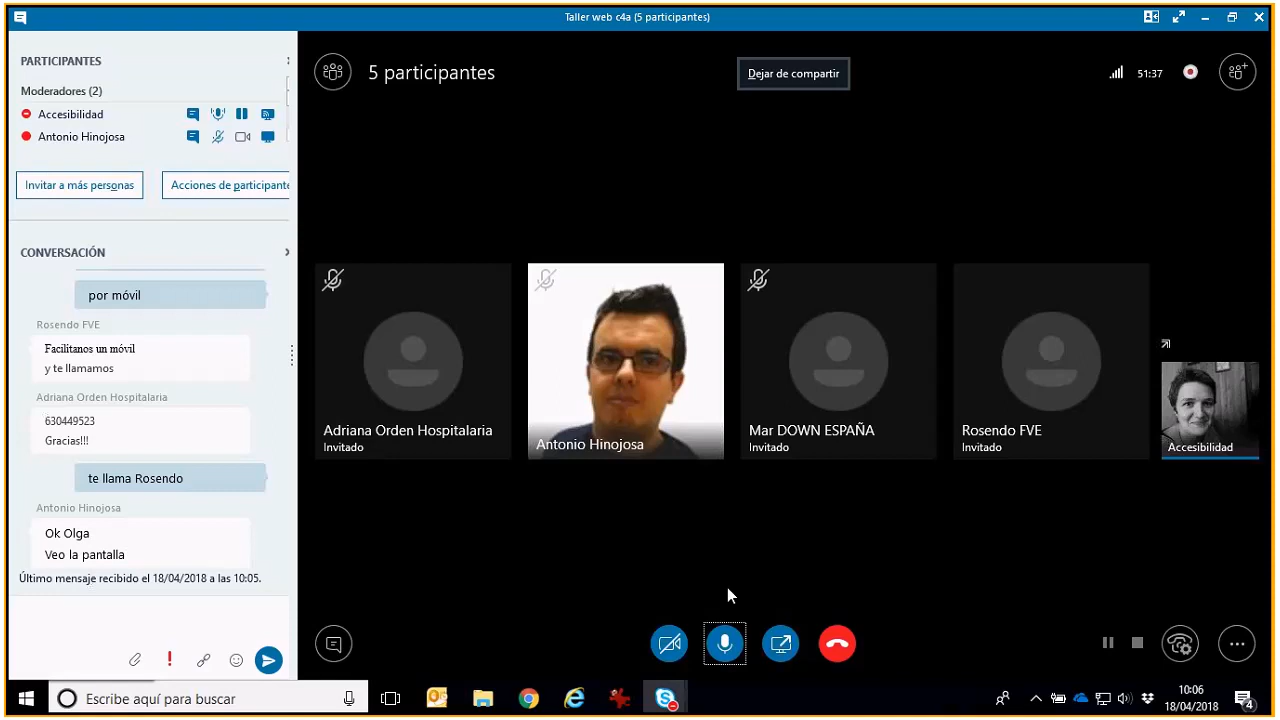 Taller web c4a (5 participantes)
PARTICIPANTES
Moderadores (2)
Accesibilidad
Antonio Hinojosa
Invitar a más personas
Acciones de participante
CONVERSACIÓN
por móvil
Rosendo FVE
Facilítanos un móvil
y te llamamos
Adriana Orden Hospitalaria
630449523
Gracias!!!
te llama Rosendo
Antonio Hinojosa
Ok Olga
Veo la pantalla
Último mensaje recibido el 18/04/2018 a las 10:05.
5 participantes
Dejar de compartir
51:37
Adriana Orden Hospitalaria
Invitado
Antonio Hinojosa
Mar DOWN ESPAÑA
Invitado
Rosendo FVE
Invitado
Accesibilidad
Escribe aquí para buscar
10:06
18/04/2018
4